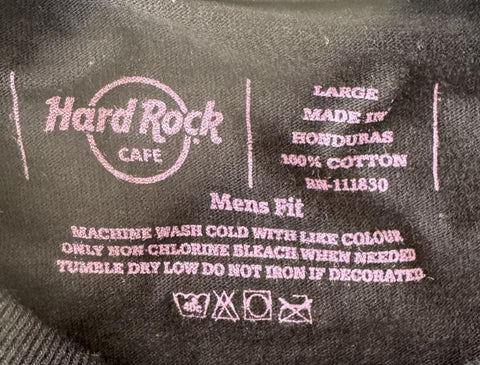 Hard Rock
CAFE
LARGE
MADE IN
HONDURAS
100% COTTON
RN-111830
Mens Fit
MACHINE WASH COLD WITH LIKE COLOUR
ONLY NON CHLORINE BLEACH WHEN NEEDED
TUMBLE DRY LOW DO NOT IRON IF DECORATED
40c